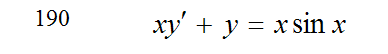 190 xy′ + y = x sin x